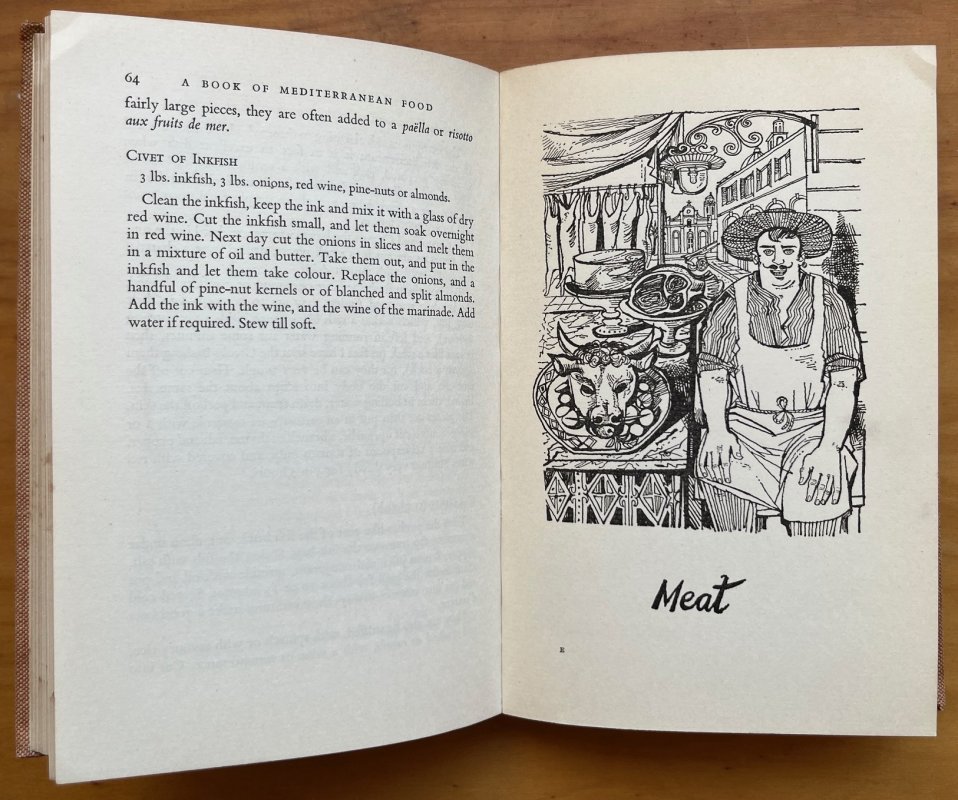 64 A BOOK OF MEDITERRANEAN FOOD
fairly large pieces, they are often added to a paëlla or risotto
aux fruits de mer.
CIVET OF INKFISH
3 lbs. inkfish, 3 lbs. onions, red wine, pine-nuts or almonds.
Clean the inkfish, keep the ink and mix it with a glass of dry
red wine. Cut the inkfish small, and let them soak overnight
in red wine. Next day cut the onions in slices and melt them
in a mixture of oil and butter. Take them out, and put in the
inkfish and let them take colour. Replace the onions, and a
handful of pine-nut kernels or of blanched and split almonds.
Add the ink with the wine, and the wine of the marinade. Add
water if required. Stew till soft.
Meat
E